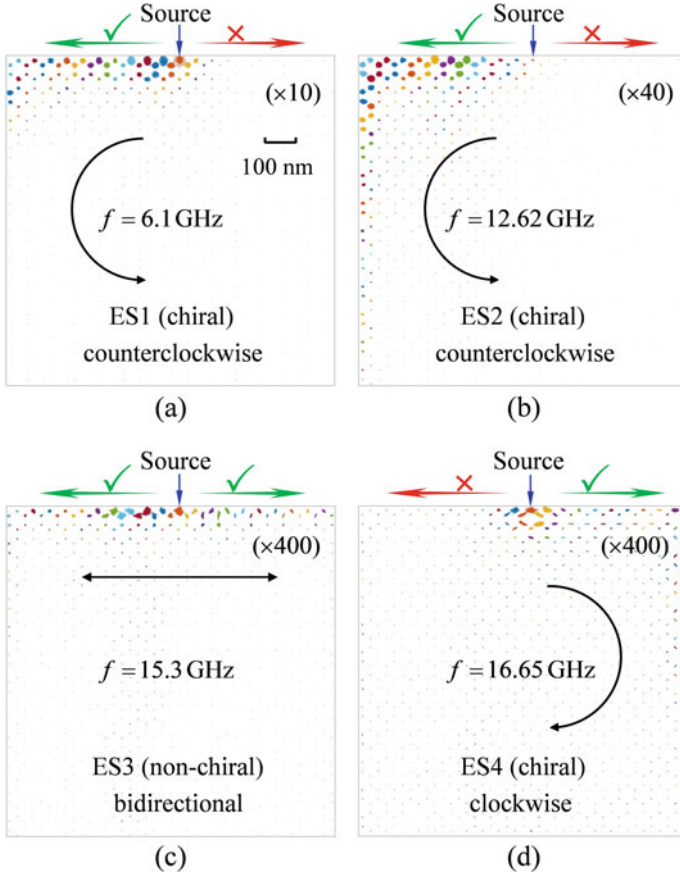 Source
(×10)
100 nm
f = 6.1 GHz
ES1 (chiral)
counterclockwise
(a)
Source
(×40)
f = 12.62 GHz
ES2 (chiral)
counterclockwise
(b)
Source
(×400)
f = 15.3 GHz
ES3 (non-chiral)
bidirectional
(c)
Source
(×400)
f = 16.65 GHz
ES4 (chiral)
clockwise
(d)